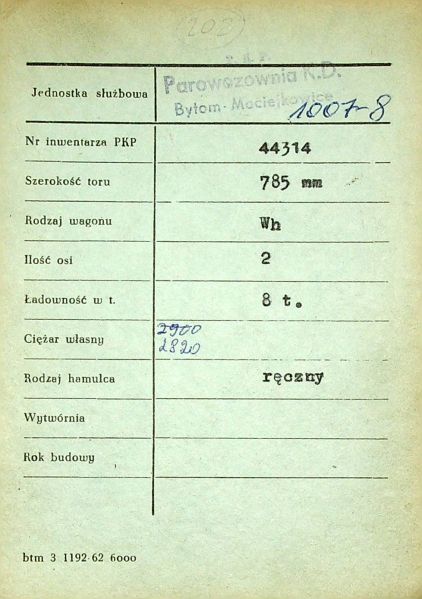 (202)
P. K. P.
Parowozownia K.D.
Bytom-Maciejkowice
1007-8
Jednostka służbowa
Nr inwentarza PKP 44314
Szerokość toru 785 mm
Rodzaj wagonu Wh
Ilość osi 2
Ładowność w t. 8 t.
Ciężar własny 2900
2820
Rodzaj hamulca ręczny
Wytwórnia
Rok budowy
btm 3 1192-62 6000